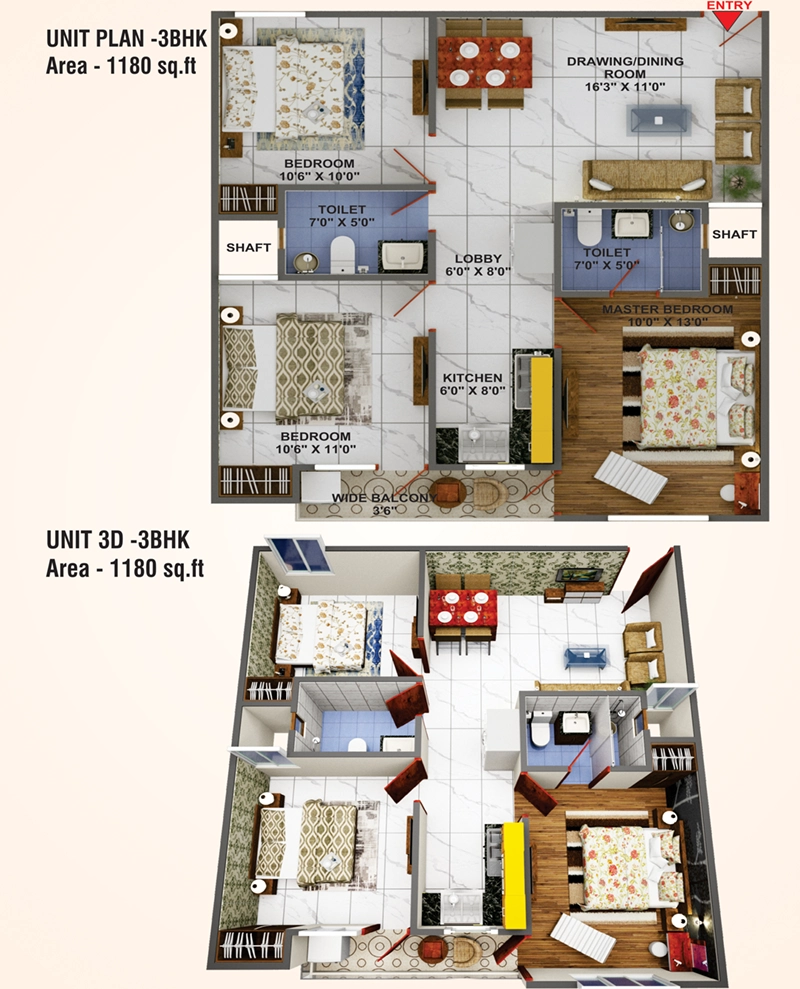 ENTRY
UNIT PLAN -3BHK
Area - 1180 sq.ft
DRAWING/DINING
ROOM
16'3" X 11'0"
BEDROOM
10'6" X 10'0"
TOILET
7'0" X 5'0"
SHAFT
SHAFT
TOILET
7'0" X 5'0"
LOBBY
6'0" X 8'0"
MASTER BEDROOM
10'0" X 13'0"
KITCHEN
6'0" X 8'0"
BEDROOM
10'6" X 11'0"
WIDE BALCONY
3'6"
UNIT 3D -3BHK
Area - 1180 sq.ft